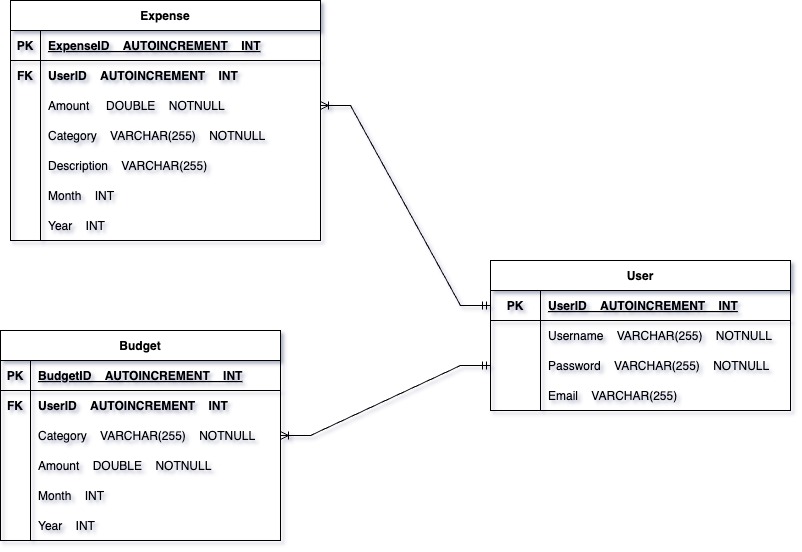 Expense
PK ExpenseID AUTOINCREMENT INT
FK UserID AUTOINCREMENT INT
Amount DOUBLE NOTNULL
Category VARCHAR(255) NOTNULL
Description VARCHAR(255)
Month INT
Year INT
User
PK UserID AUTOINCREMENT INT
Username VARCHAR(255) NOTNULL
Password VARCHAR(255) NOTNULL
Email VARCHAR(255)
Budget
PK BudgetID AUTOINCREMENT INT
FK UserID AUTOINCREMENT INT
Category VARCHAR(255) NOTNULL
Amount DOUBLE NOTNULL
Month INT
Year INT